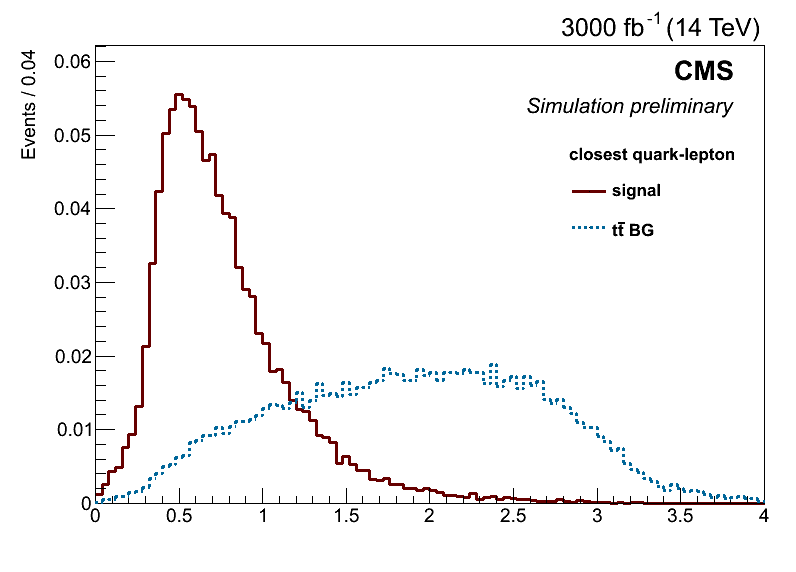 3000 fb⁻¹ (14 TeV)
Events / 0.04
CMS
Simulation preliminary
closest quark-lepton
signal
tt̄ BG
0.06
0.05
0.04
0.03
0.02
0.01
0
0 0.5 1 1.5 2 2.5 3 3.5 4